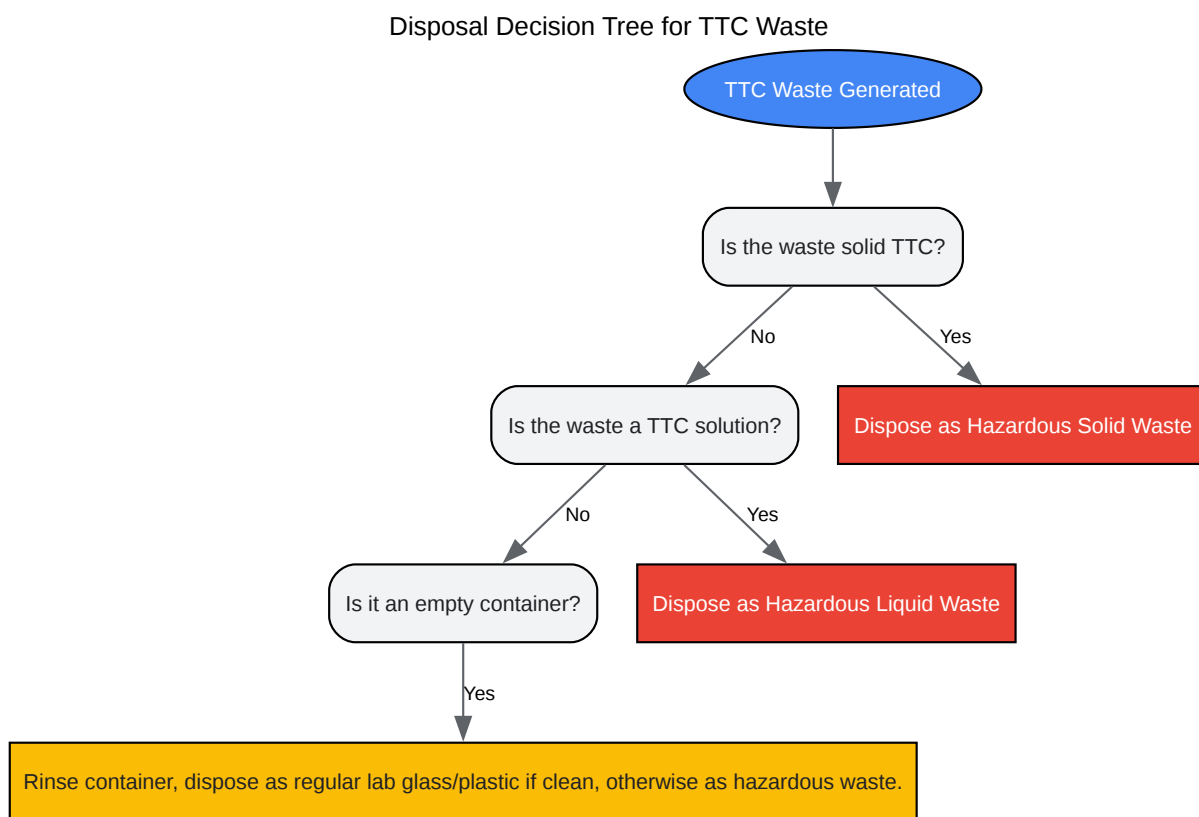 Disposal Decision Tree for TTC Waste
TTC Waste Generated
Is the waste solid TTC?
No
Yes
Is the waste a TTC solution?
Dispose as Hazardous Solid Waste
No
Yes
Is it an empty container?
Dispose as Hazardous Liquid Waste
Yes
Rinse container, dispose as regular lab glass/plastic if clean, otherwise as hazardous waste.